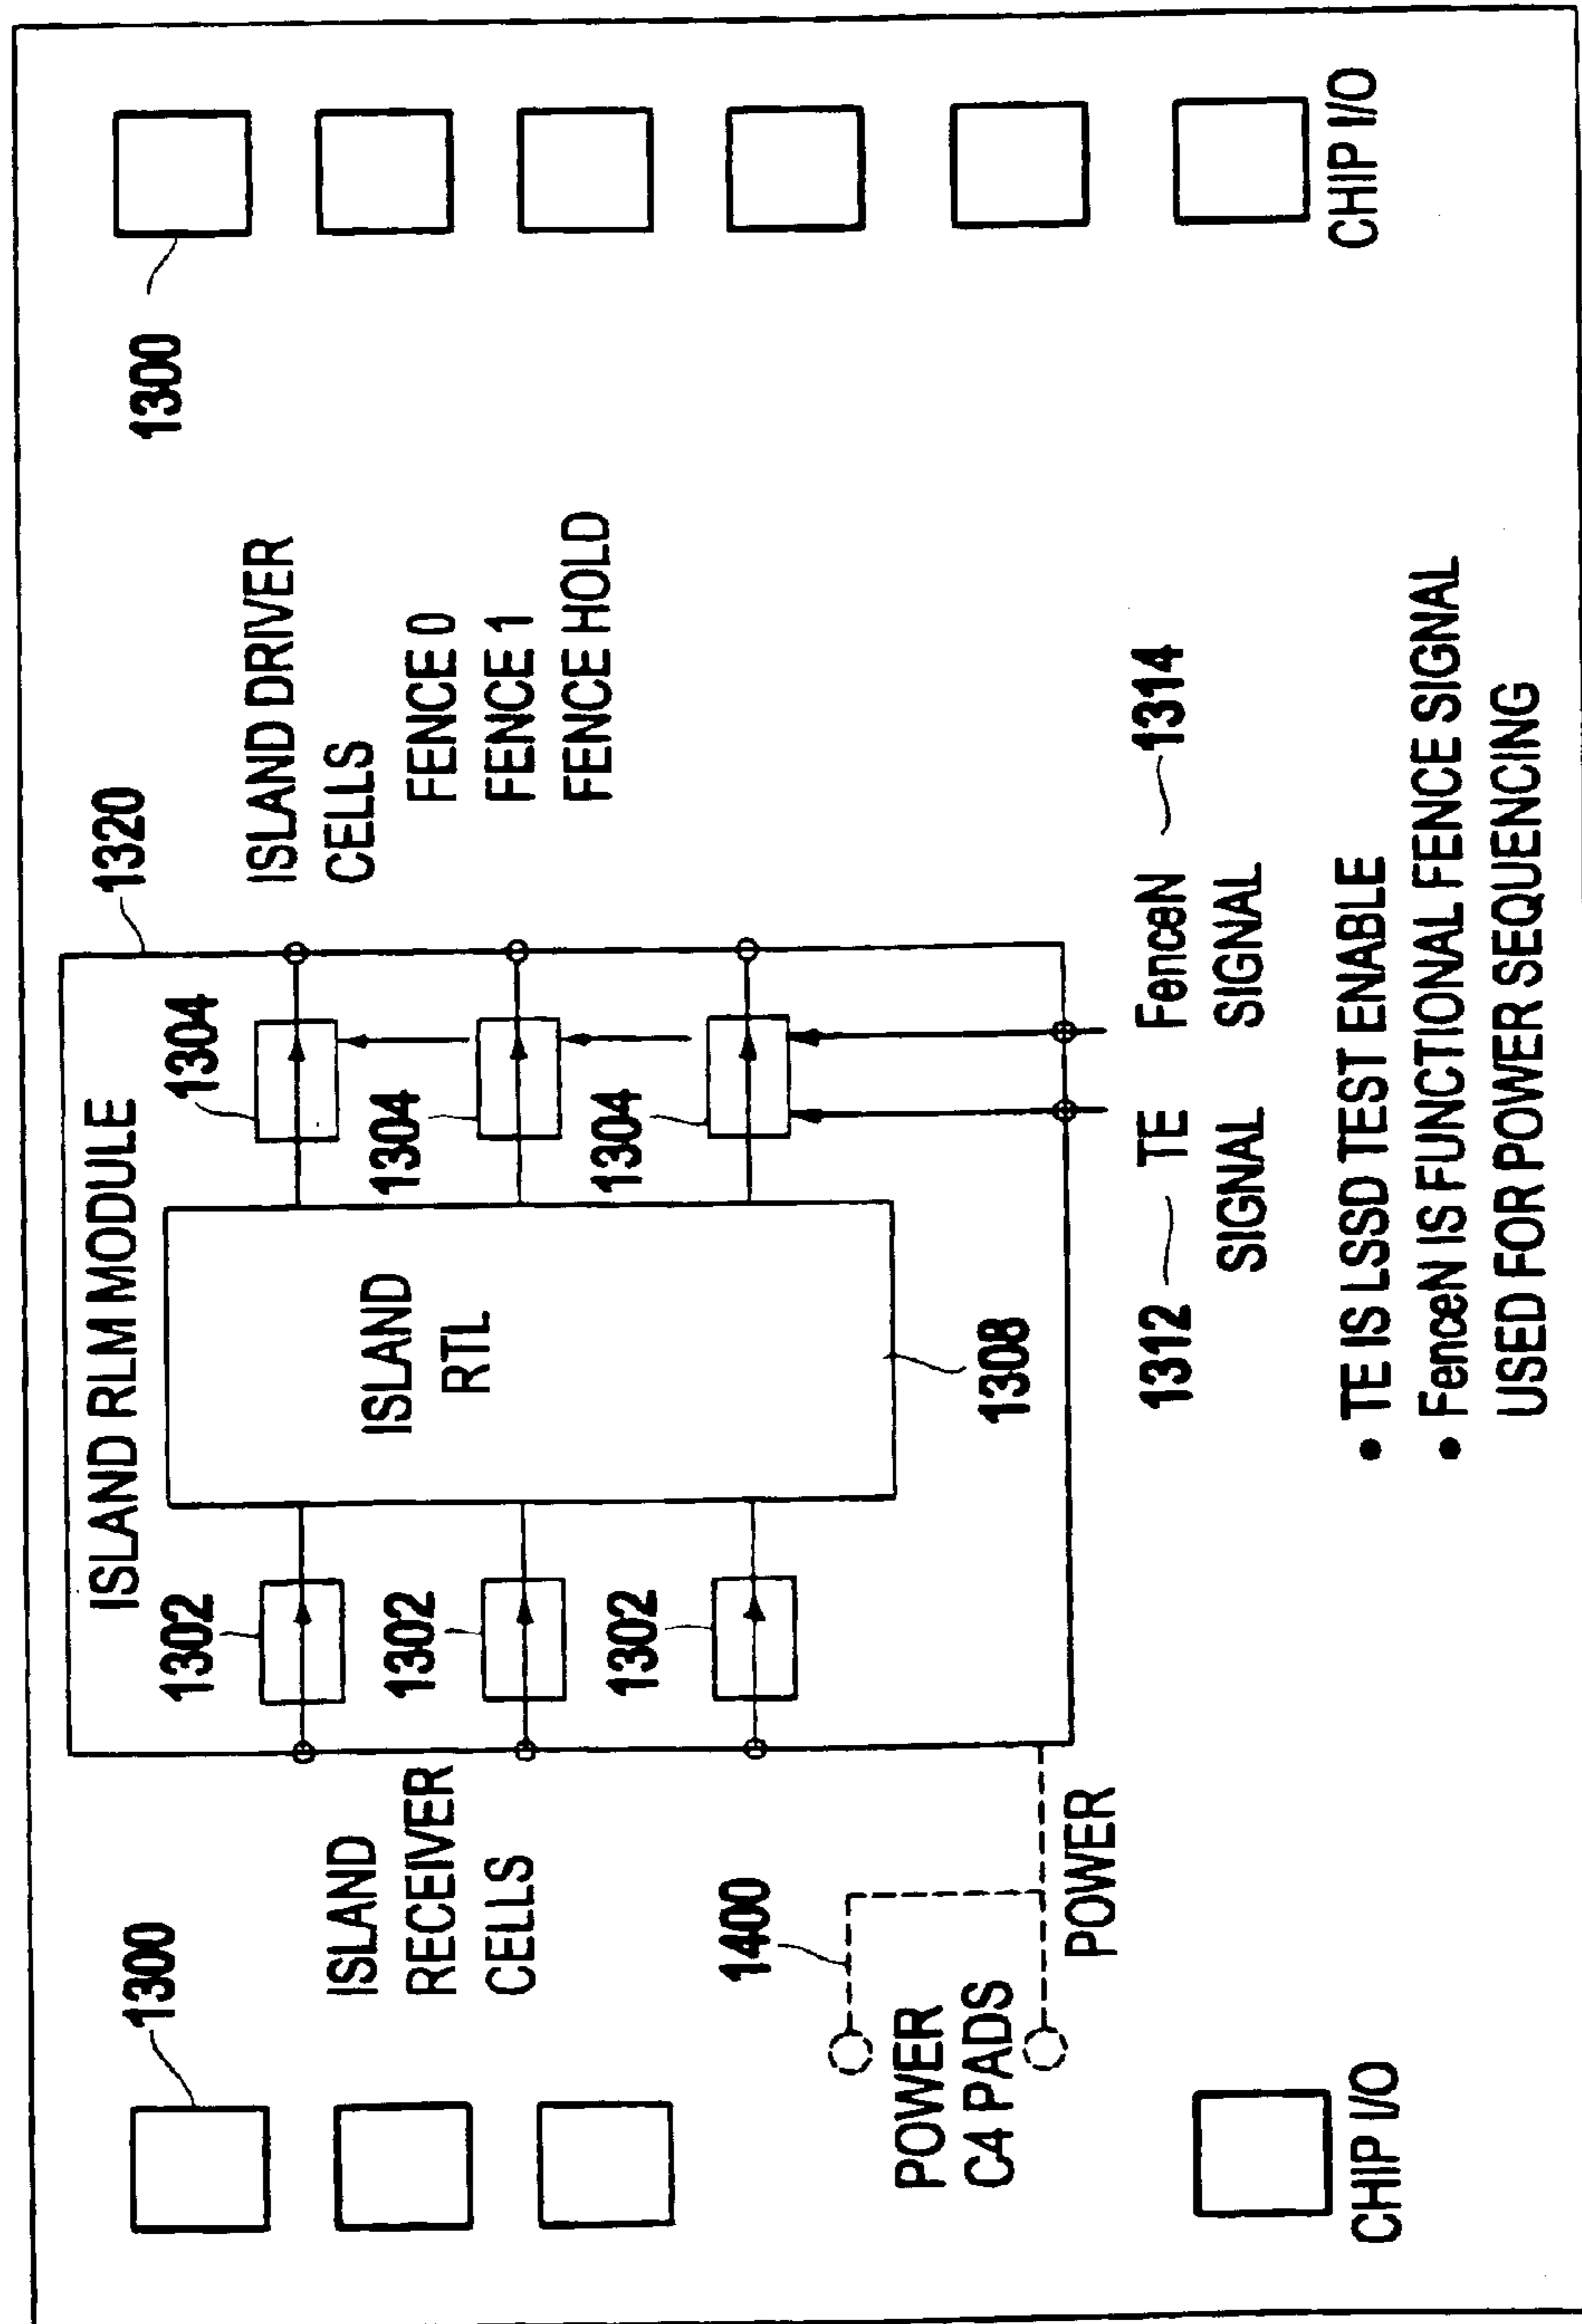 1300
1300
ISLAND RLM MODULE
1320
1302
1302
1302
1304
1304
1304
ISLAND
RTL
1308
ISLAND
RECEIVER
CELLS
ISLAND DRIVER
CELLS
FENCE 0
FENCE 1
FENCE HOLD
1400
POWER
C4 PADS
POWER
1312
TE
SIGNAL
FenceN
SIGNAL
1314
CHIP I/O
CHIP I/O
• TE IS LSSD TEST ENABLE
• FenceN IS FUNCTIONAL FENCE SIGNAL
USED FOR POWER SEQUENCING